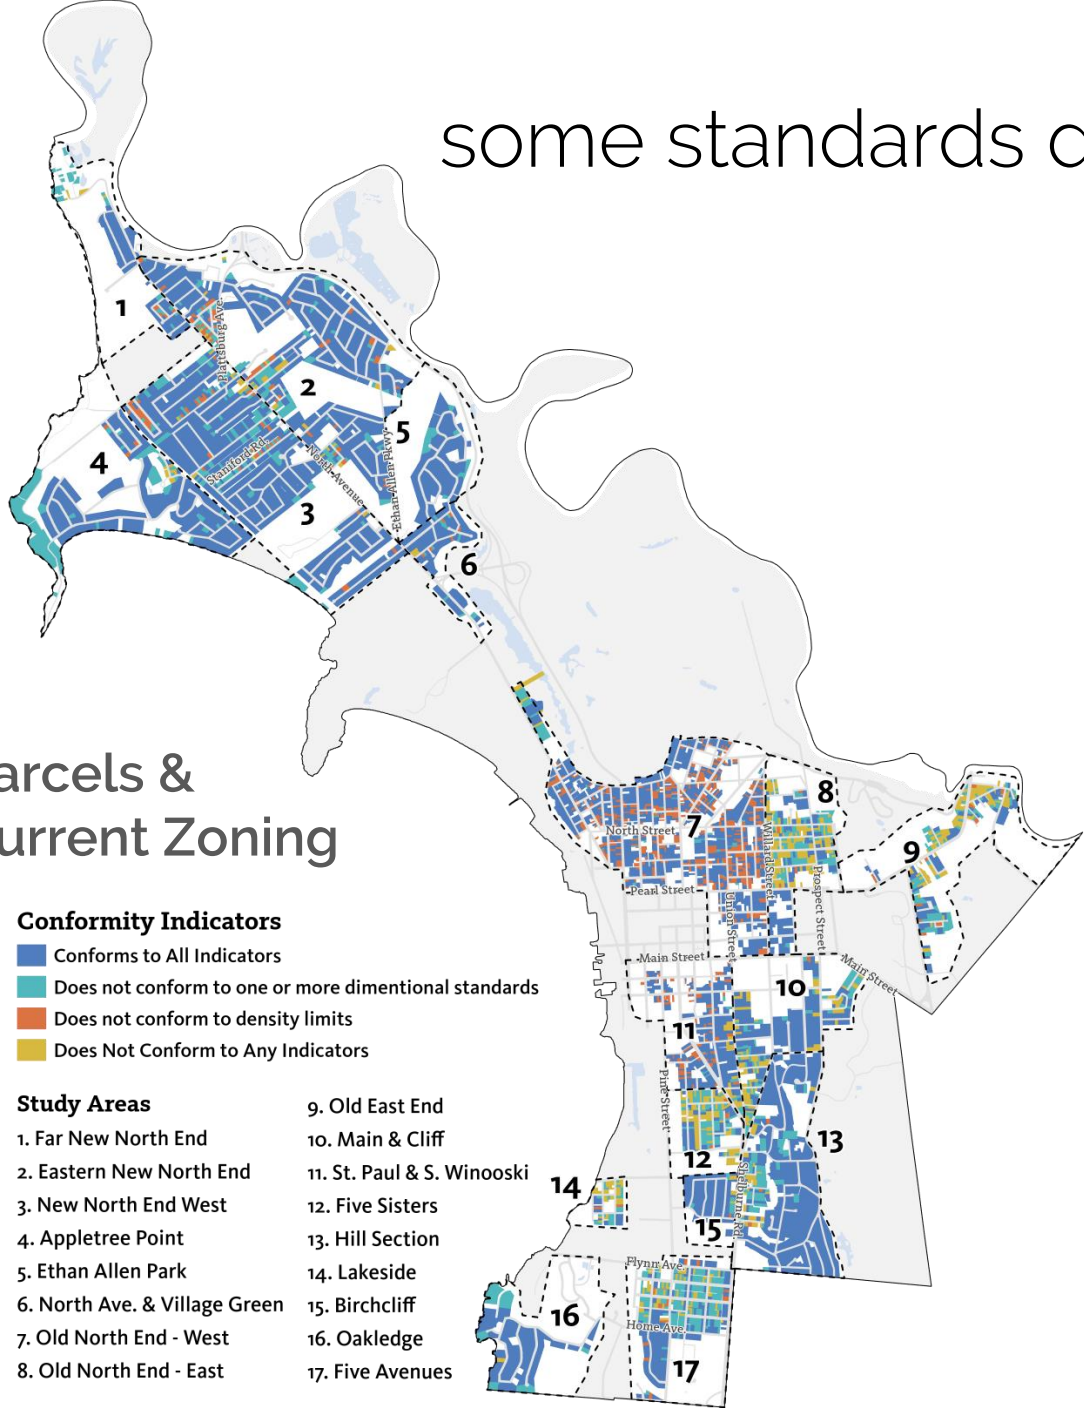 some standards c
arcels &
urrent Zoning
Conformity Indicators
Conforms to All Indicators
Does not conform to one or more dimentional standards
Does not conform to density limits
Does Not Conform to Any Indicators
Study Areas
1. Far New North End
2. Eastern New North End
3. New North End West
4. Appletree Point
5. Ethan Allen Park
6. North Ave. & Village Green
7. Old North End - West
8. Old North End - East
9. Old East End
10. Main & Cliff
11. St. Paul & S. Winooski
12. Five Sisters
13. Hill Section
14. Lakeside
15. Birchcliff
16. Oakledge
17. Five Avenues
1
Plattsburg Ave.
2
5
4
Staniford Rd.
North Avenue
Ethan Allen Pkwy.
3
6
8
7
North Street
Willard Street
9
Pearl Street
Union Street
Prospect Street
Main Street
Main Street
10
11
Pine Street
13
12
14
Shelburne Rd.
15
Flynn Ave.
16
Home Ave.
17